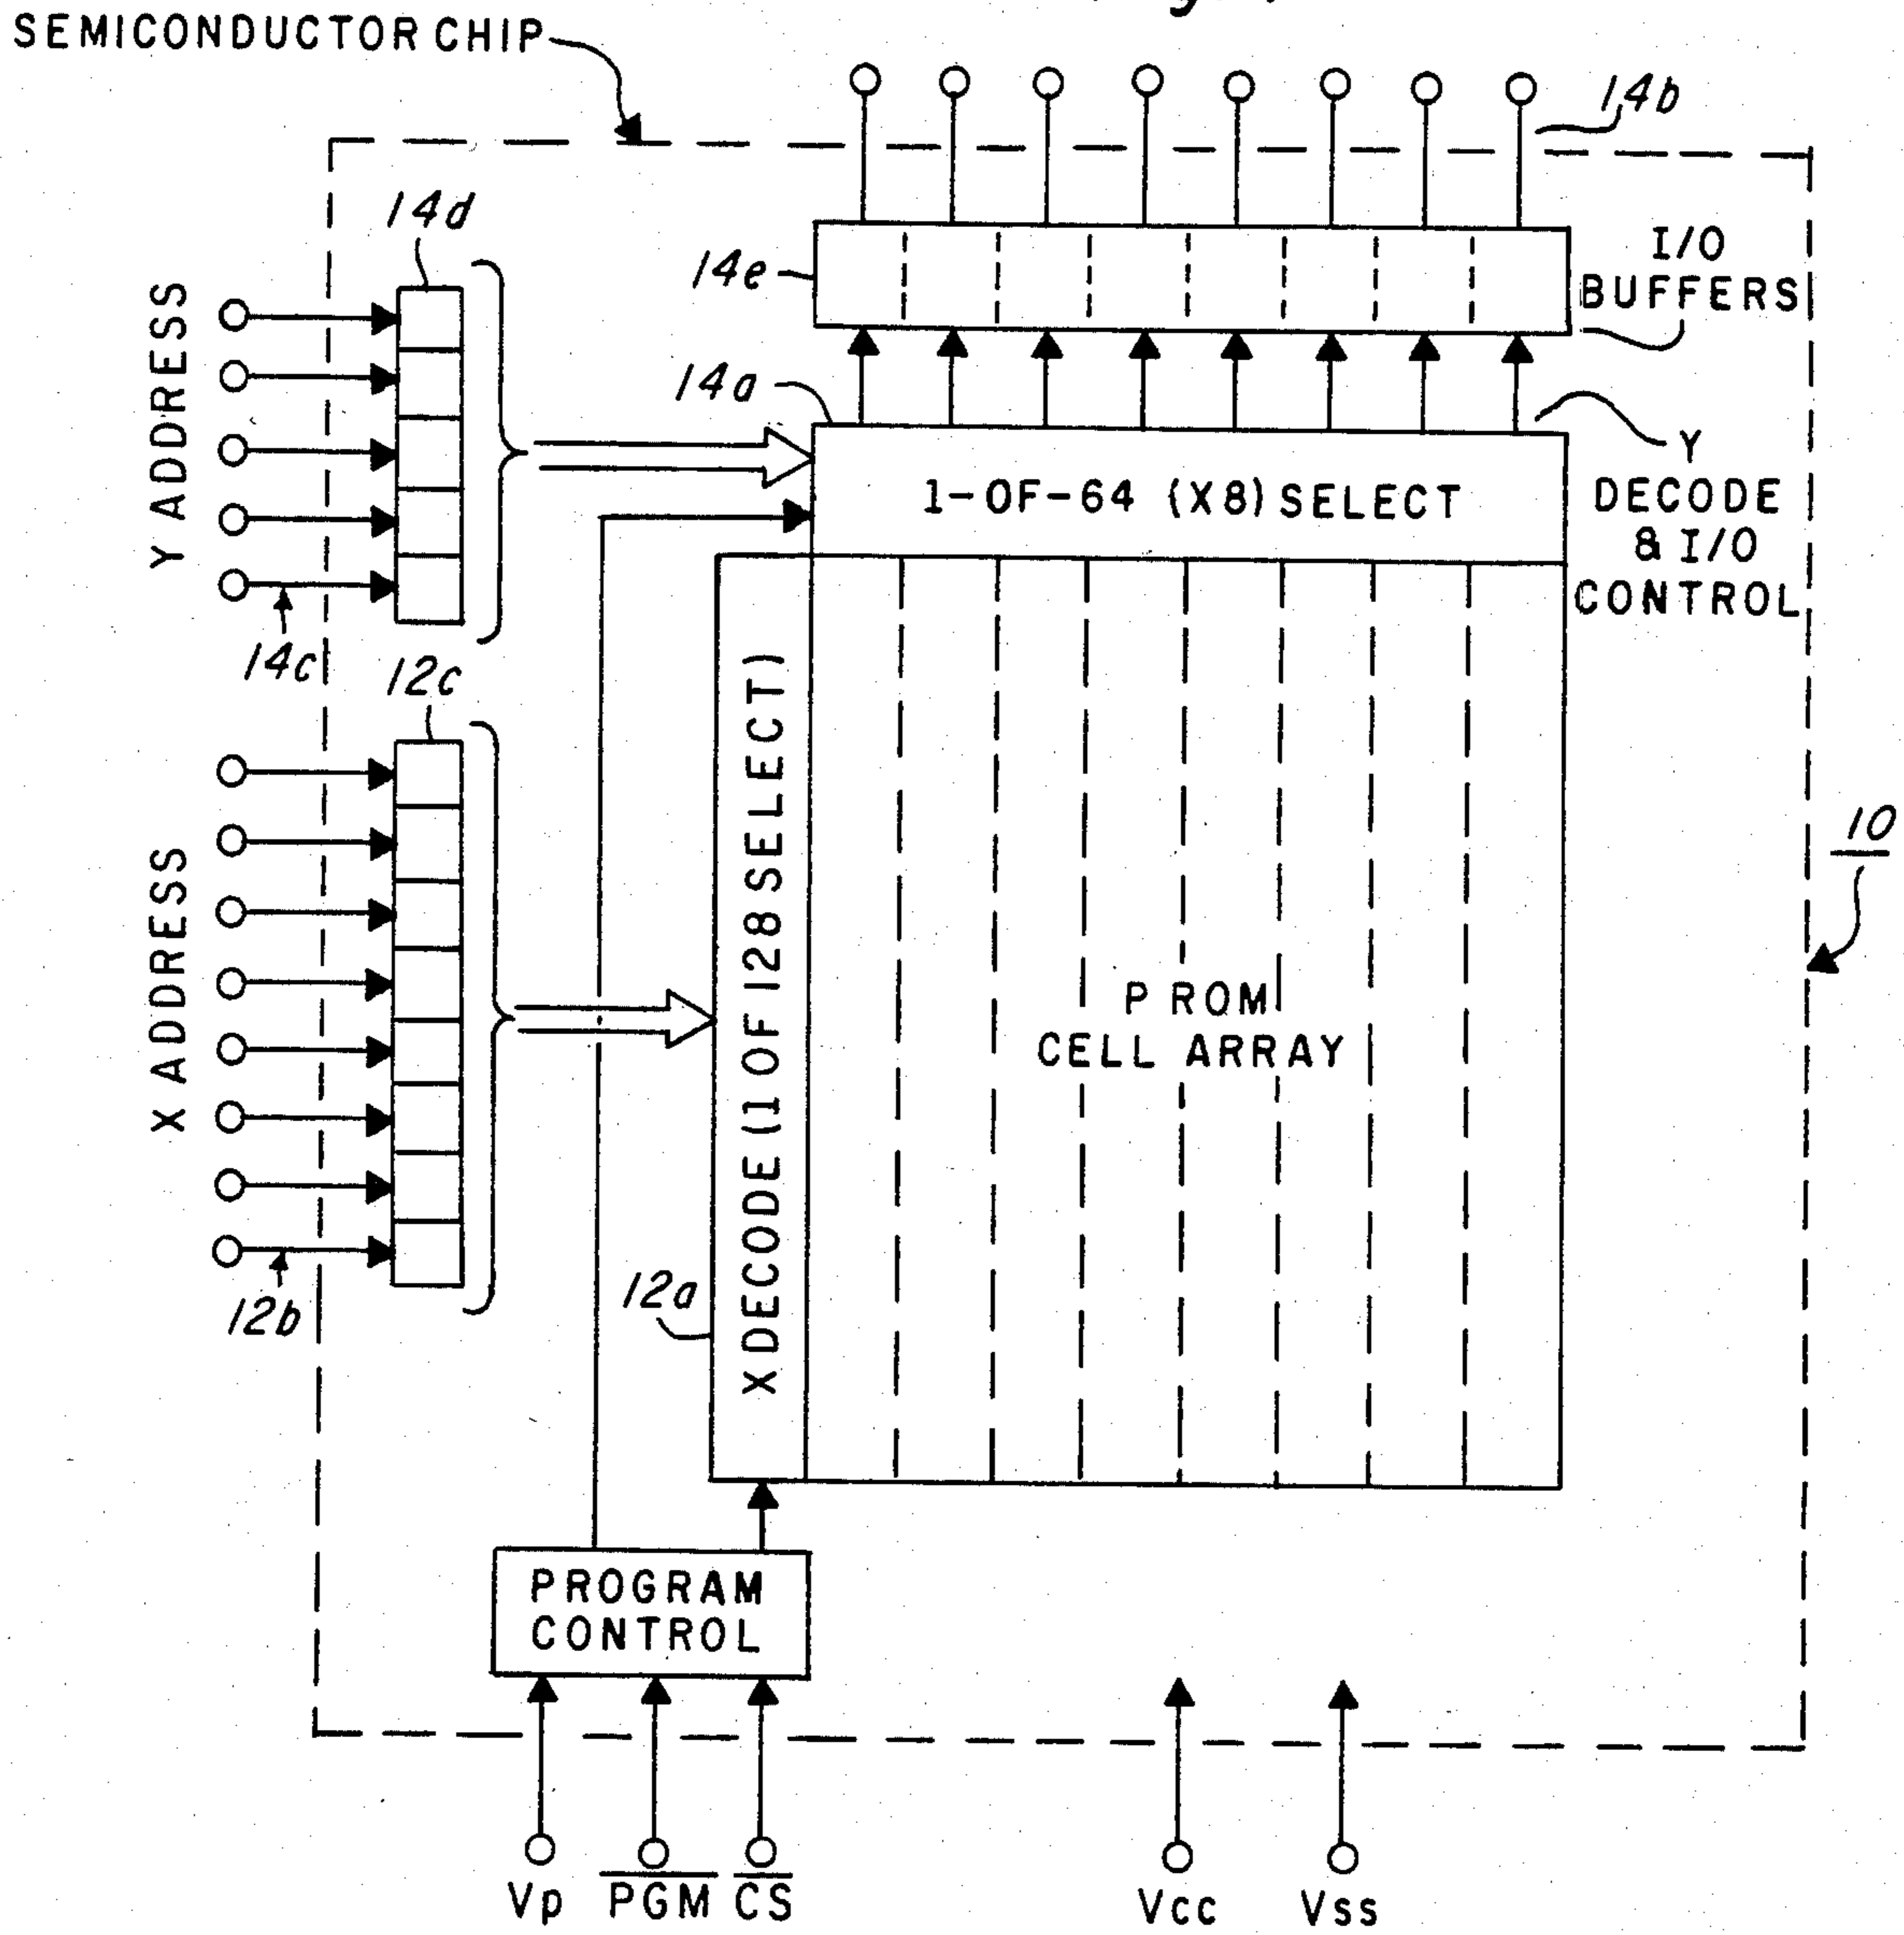 SEMICONDUCTOR CHIP
14b
14d
I/O
BUFFERS
14e
Y ADDRESS
14a
Y
DECODE
& I/O
CONTROL
1-OF-64 (X8) SELECT
14c
12c
X ADDRESS
X DECODE (1 OF 128 SELECT)
10
P ROM
CELL ARRAY
12b
12a
PROGRAM
CONTROL
Vp
PGM
CS
Vcc
Vss